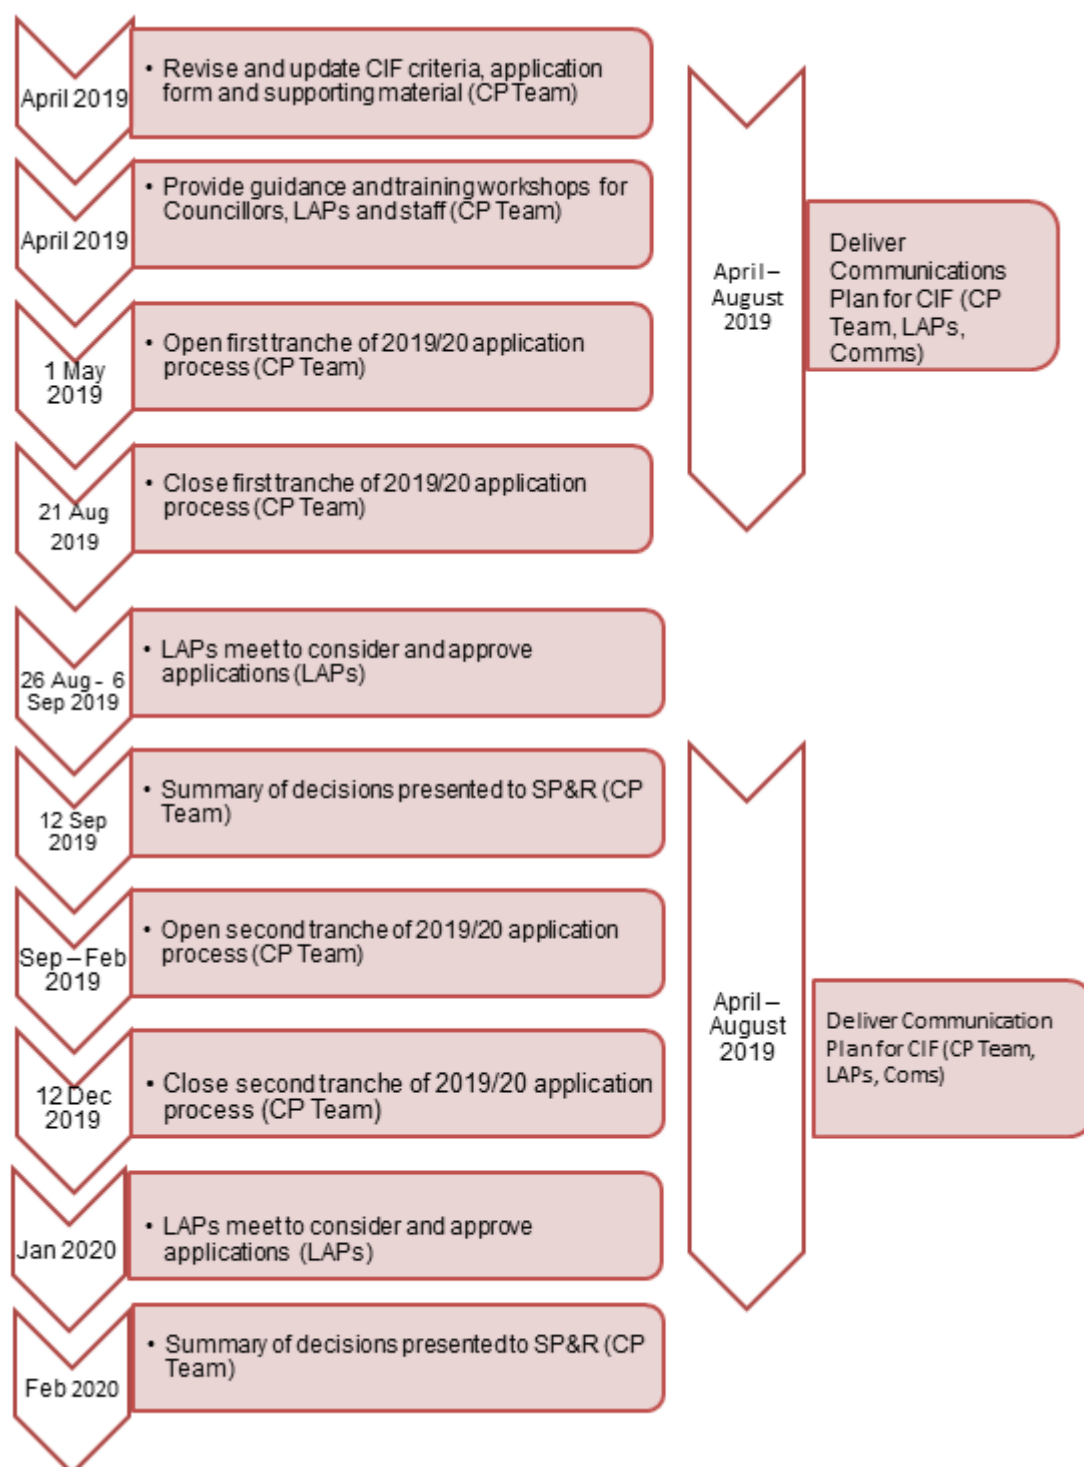 April 2019
• Revise and update CIF criteria, application
form and supporting material (CP Team)
April 2019
• Provide guidance and training workshops for
Councillors, LAPs and staff (CP Team)
1 May
2019
• Open first tranche of 2019/20 application
process (CP Team)
21 Aug
2019
• Close first tranche of 2019/20 application
process (CP Team)
April –
August
2019
Deliver
Communications
Plan for CIF (CP
Team, LAPs,
Comms)
26 Aug - 6
Sep 2019
• LAPs meet to consider and approve
applications (LAPs)
12 Sep
2019
• Summary of decisions presented to SP&R (CP
Team)
Sep – Feb
2019
• Open second tranche of 2019/20 application
process (CP Team)
12 Dec
2019
• Close second tranche of 2019/20 application
process (CP Team)
Jan 2020
• LAPs meet to consider and approve
applications (LAPs)
Feb 2020
• Summary of decisions presented to SP&R (CP
Team)
April –
August
2019
Deliver Communication
Plan for CIF (CP Team,
LAPs, Coms)